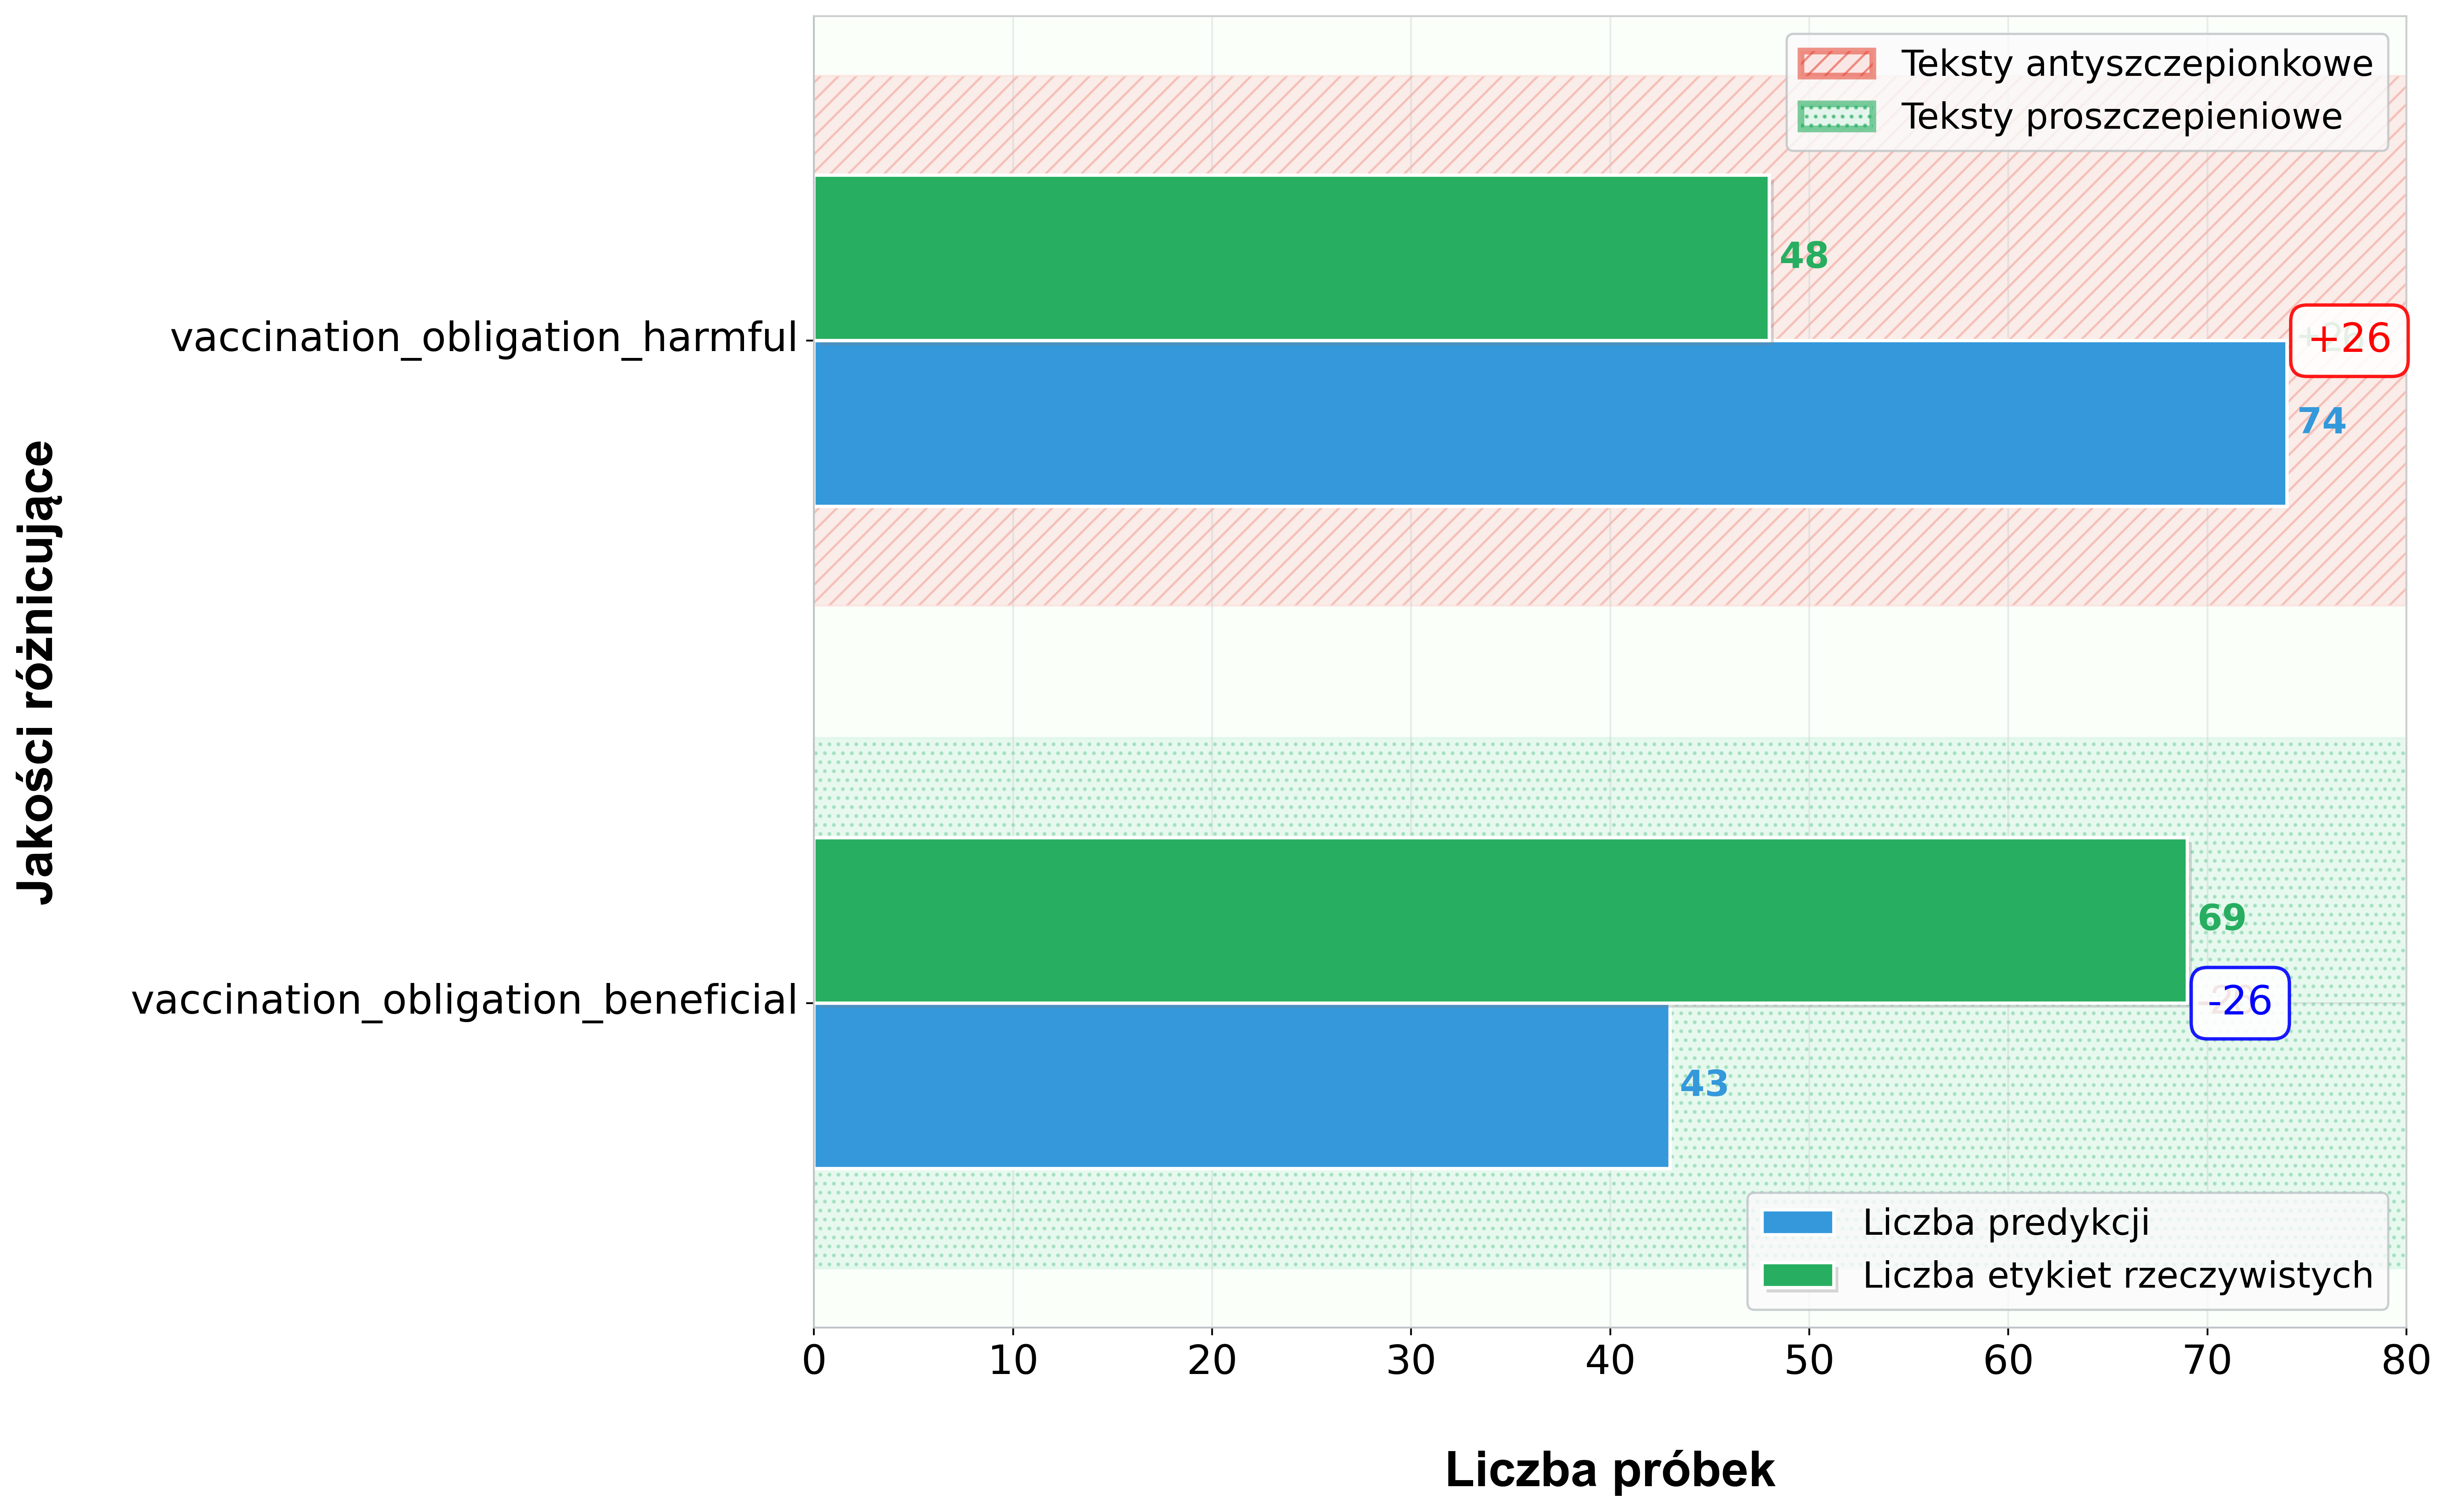 Teksty antyszczepionkowe
Teksty proszczepieniowe
48
vaccination_obligation_harmful
+26
74
Jakości różnicujące
69
vaccination_obligation_beneficial
-26
43
Liczba predykcji
Liczba etykiet rzeczywistych
0 10 20 30 40 50 60 70 80
Liczba próbek